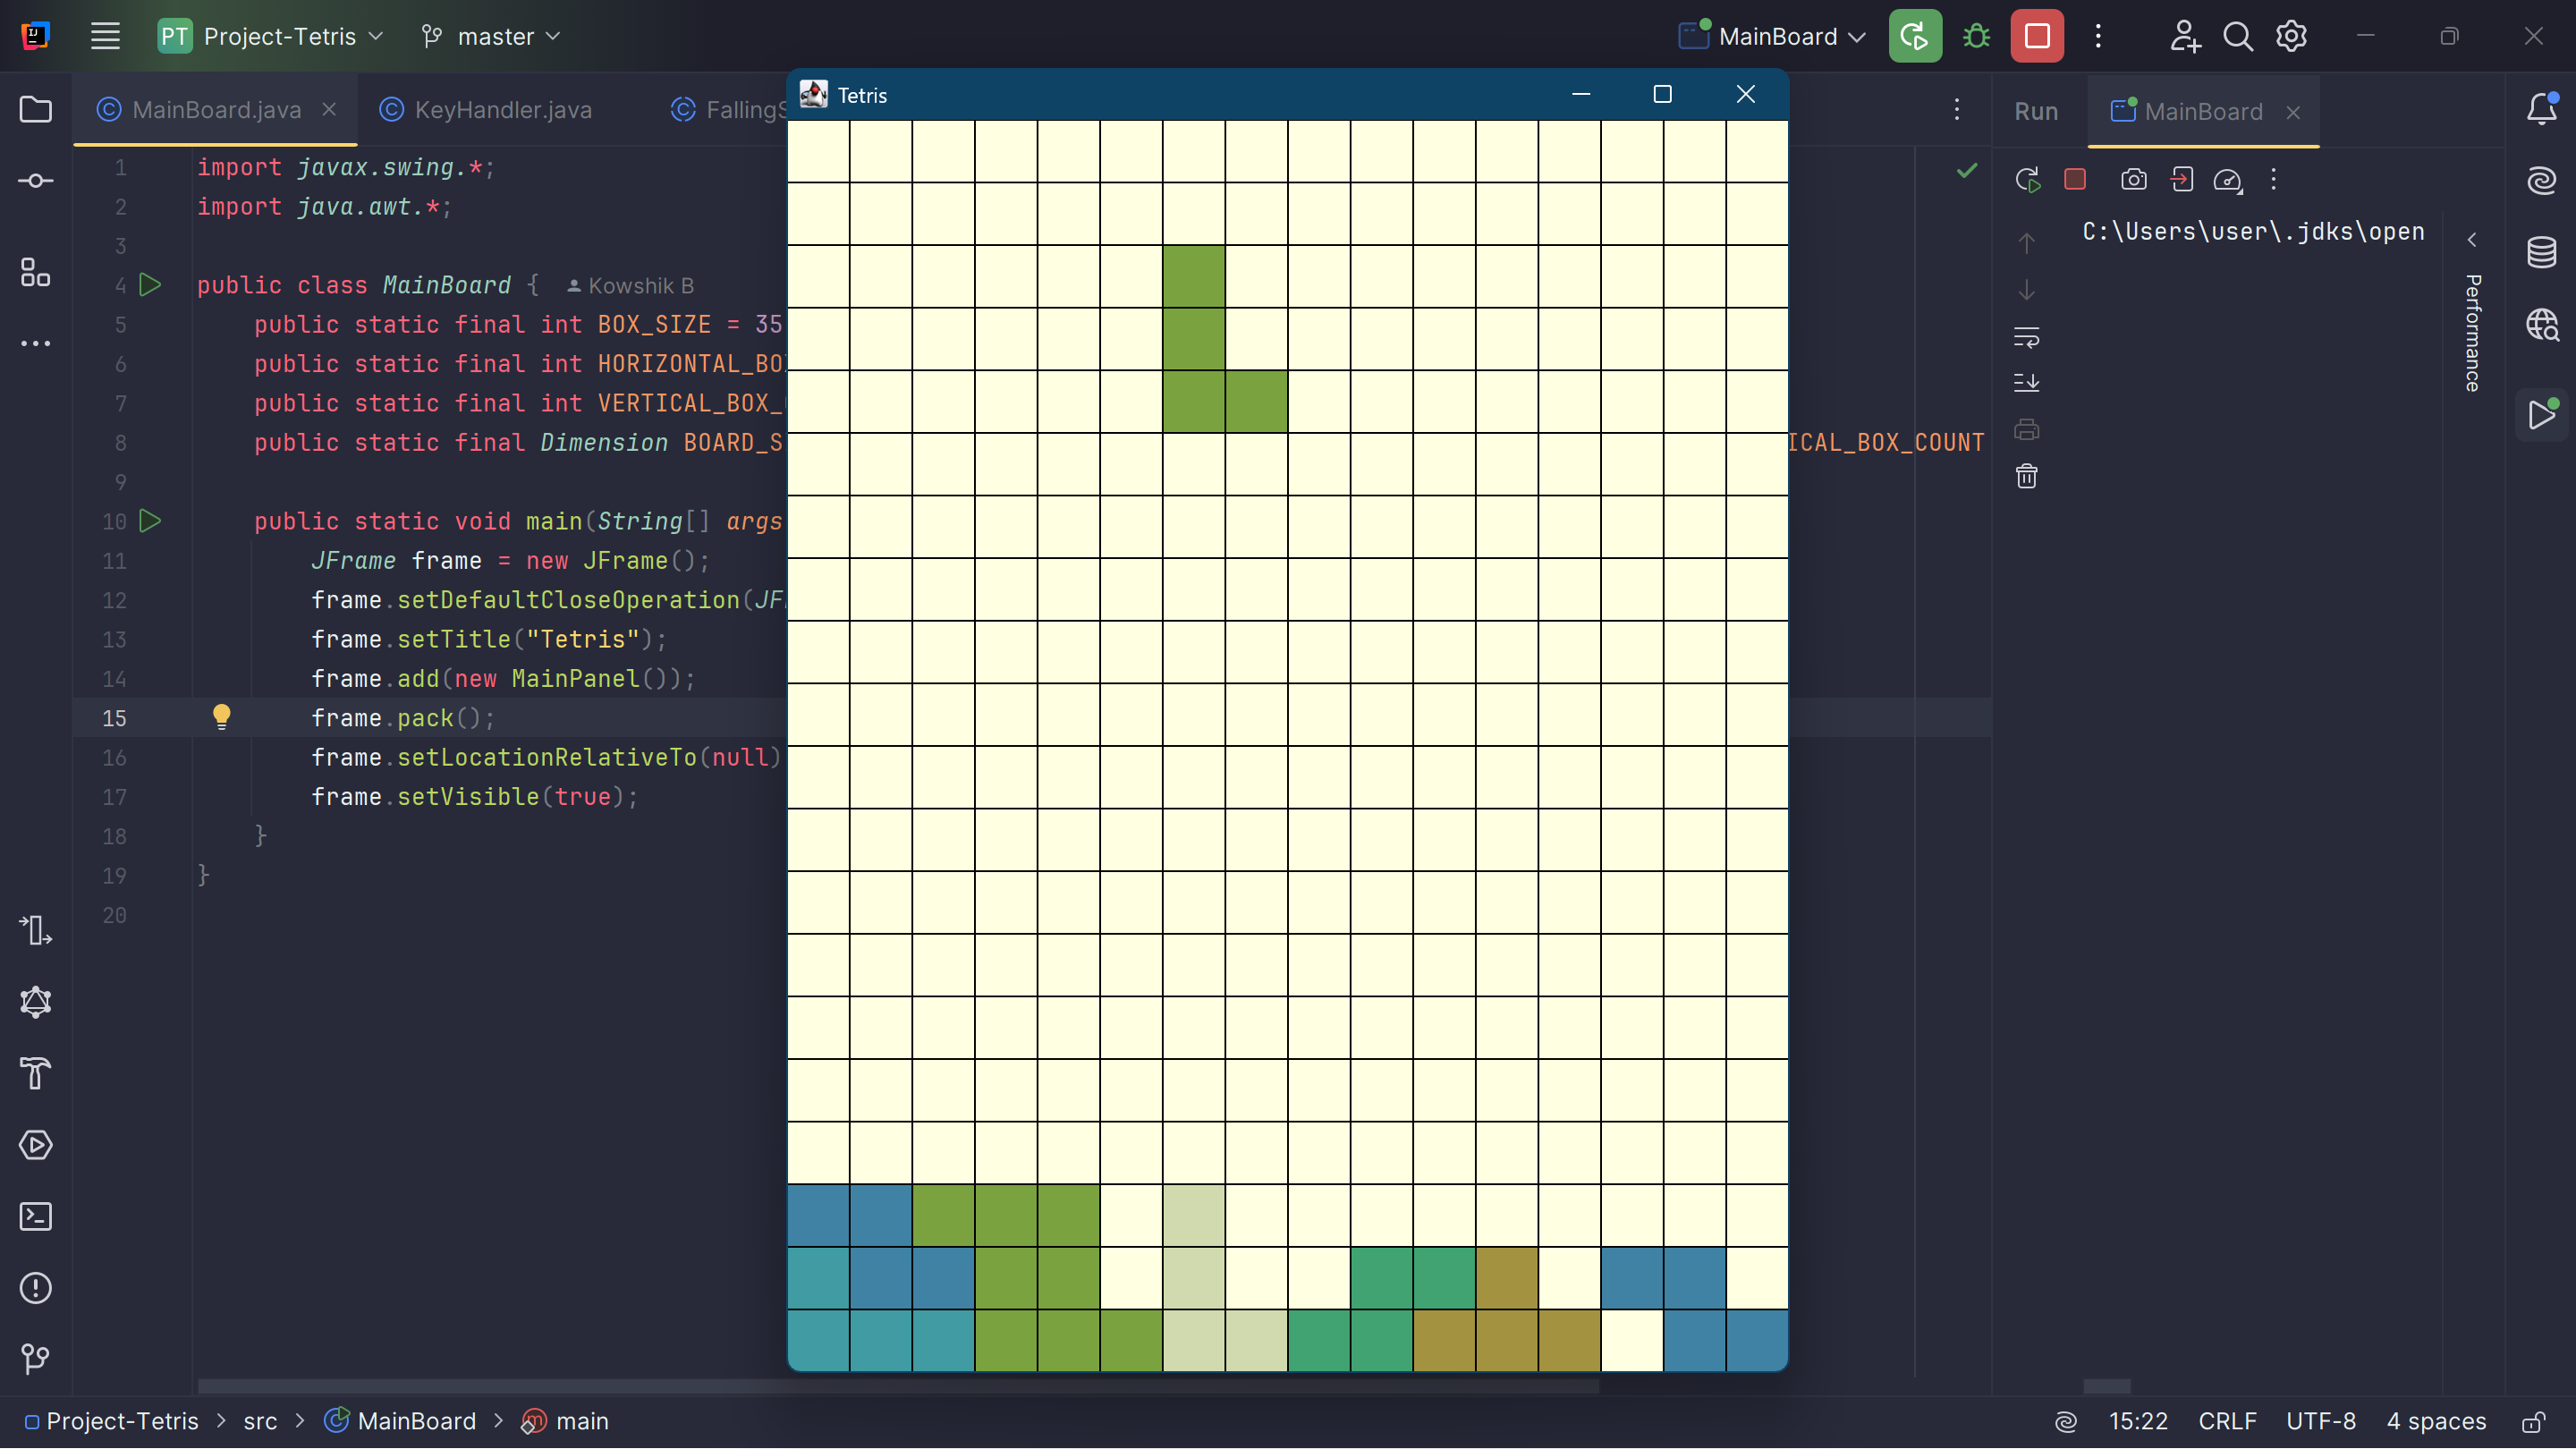 IJ
PT Project-Tetris master MainBoard
MainBoard.java KeyHandler.java FallingS
Tetris
Run MainBoard
1 import javax.swing.*;
2 import java.awt.*;
3
4 public class MainBoard { Kowshik B
5 public static final int BOX_SIZE = 35
6 public static final int HORIZONTAL_BO
7 public static final int VERTICAL_BOX_
8 public static final Dimension BOARD_S ICAL_BOX_COUNT
9
10 public static void main(String[] args
11 JFrame frame = new JFrame();
12 frame.setDefaultCloseOperation(JF
13 frame.setTitle("Tetris");
14 frame.add(new MainPanel());
15 frame.pack();
16 frame.setLocationRelativeTo(null)
17 frame.setVisible(true);
18 }
19 }
20
C:\Users\user\.jdks\open
Performance
Project-Tetris > src > MainBoard > main
15:22 CRLF UTF-8 4 spaces